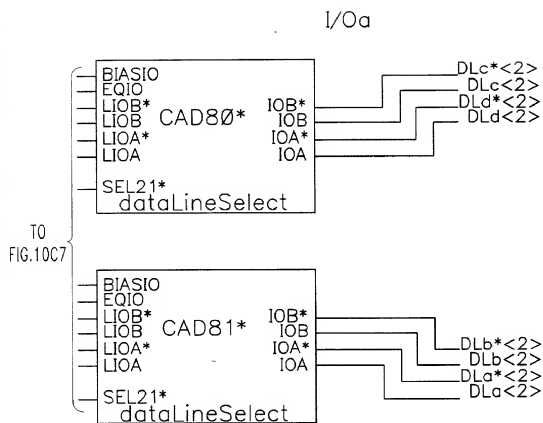 I/Oa
DLc*<2>
BIASIO
DLc<2>
EQIO
DLd*<2>
LIOB* IOB*
DLd<2>
LIOB CAD8Ø* IOB
LIOA* IOA*
LIOA IOA
SEL21*
dataLineSelect
TO
FIG.10C7
BIASIO
EQIO
LIOB* IOB*
LIOB CAD81* IOB
DLb*<2>
LIOA* IOA*
DLb<2>
LIOA IOA
DLa*<2>
DLa<2>
SEL21*
dataLineSelect